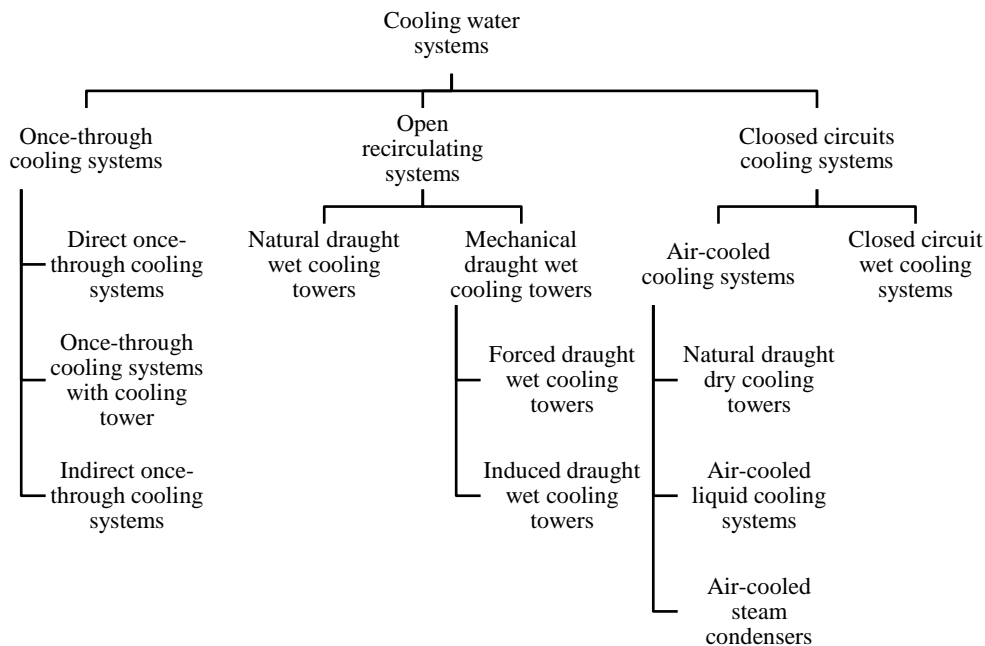 Cooling water
systems
Once-through
cooling systems
Direct once-
through cooling
systems
Once-through
cooling systems
with cooling
tower
Indirect once-
through cooling
systems
Open
recirculating
systems
Natural draught
wet cooling
towers
Mechanical
draught wet
cooling towers
Forced draught
wet cooling
towers
Induced draught
wet cooling
towers
Cloosed circuits
cooling systems
Air-cooled
cooling systems
Natural draught
dry cooling
towers
Air-cooled
liquid cooling
systems
Air-cooled
steam
condensers
Closed circuit
wet cooling
systems